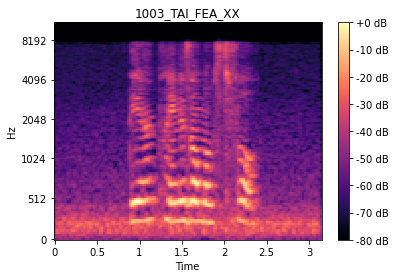 1003_TAI_FEA_XX
+0 dB
8192
-10 dB
4096
-20 dB
-30 dB
2048
Hz
-40 dB
1024
-50 dB
512
-60 dB
-70 dB
0
-80 dB
0 0.5 1 1.5 2 2.5 3
Time